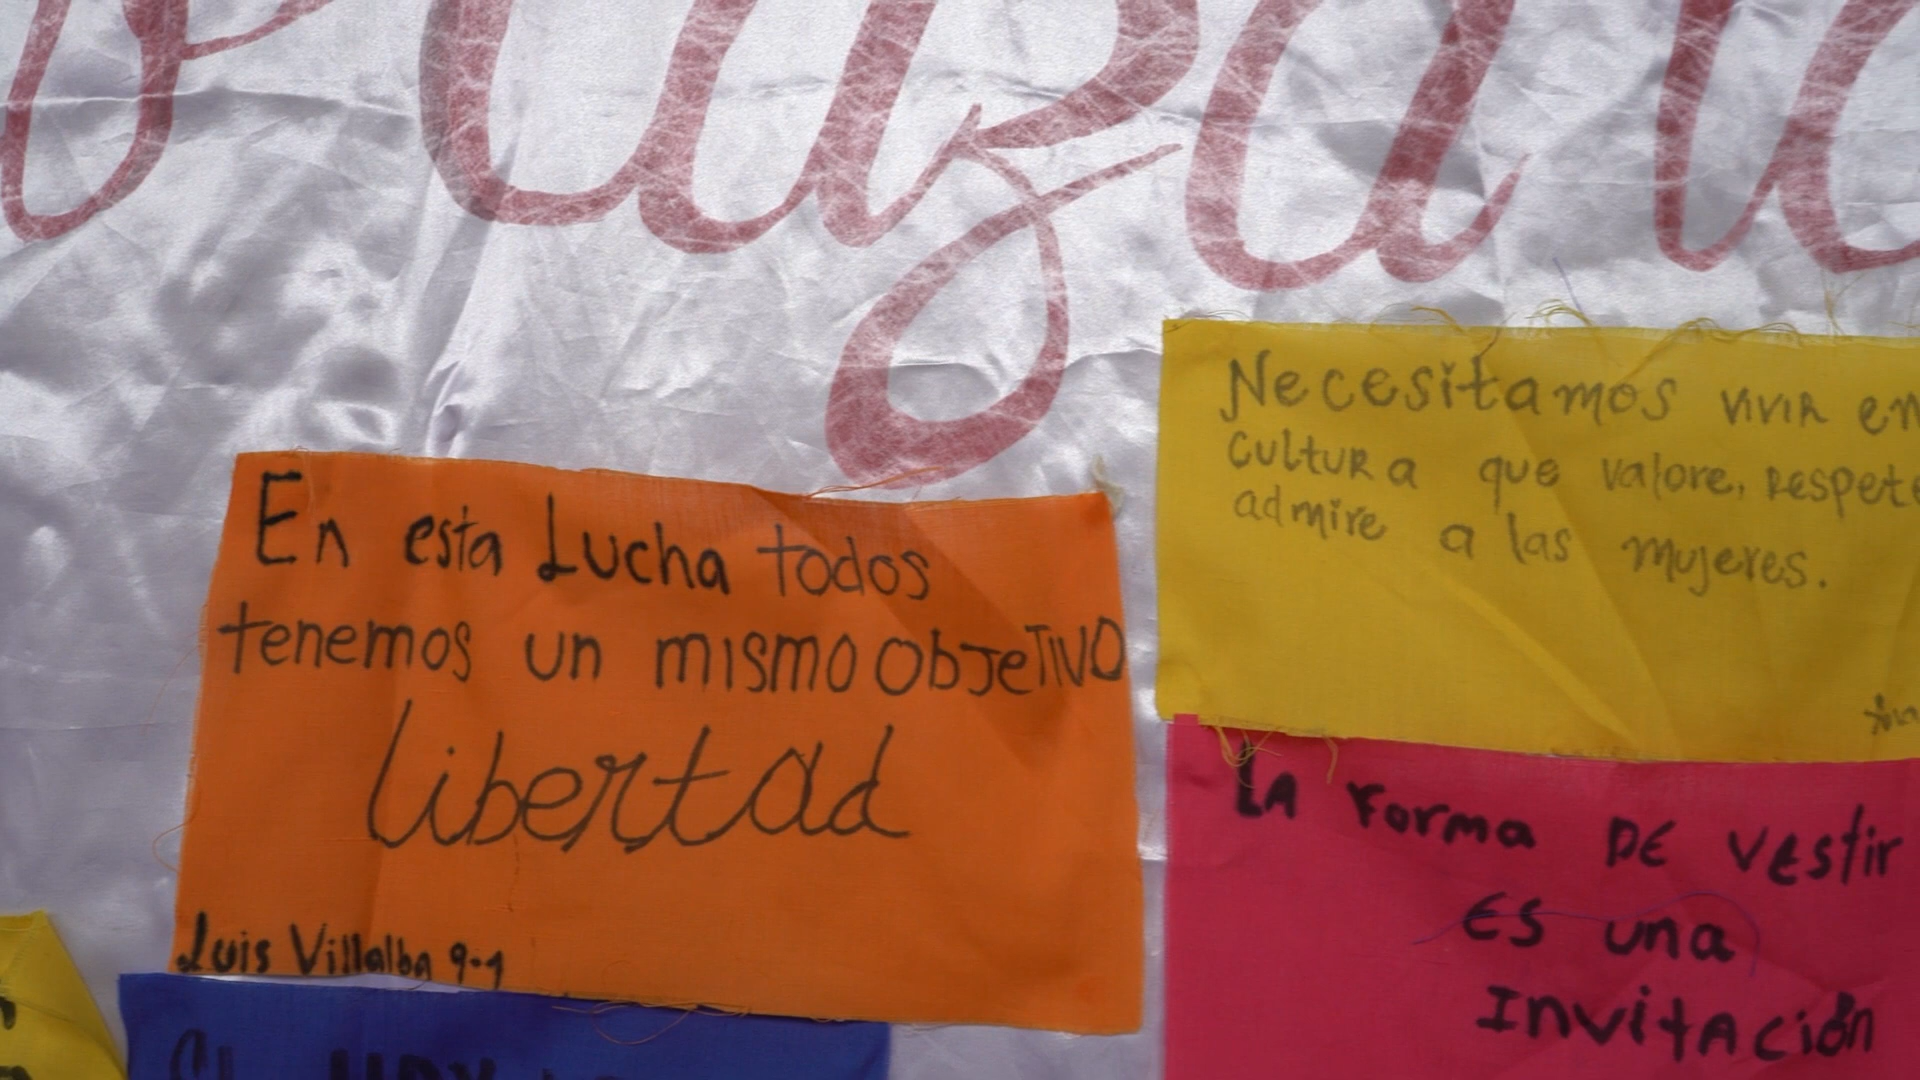 En esta Lucha todos
tenemos un mismo objetivo
libertad
Luis Villalba 9-1
Necesitamos vivir en
cultura que valore, respete
admire a las mujeres.
LA Forma DE vestir
ES una
InvitAción